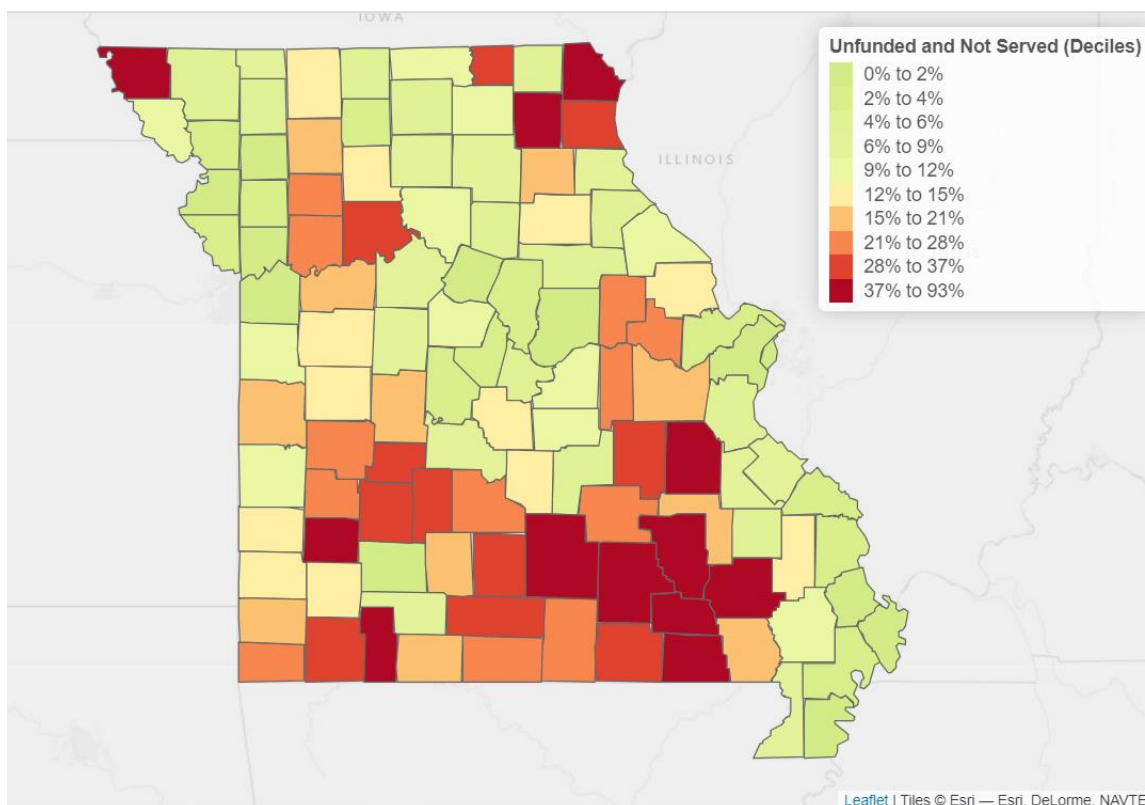 IOWA
Unfunded and Not Served (Deciles)
0% to 2%
2% to 4%
4% to 6%
6% to 9%
9% to 12%
12% to 15%
15% to 21%
21% to 28%
28% to 37%
37% to 93%
ILLINOIS
Leaflet | Tiles © Esri — Esri, DeLorme, NAVTE